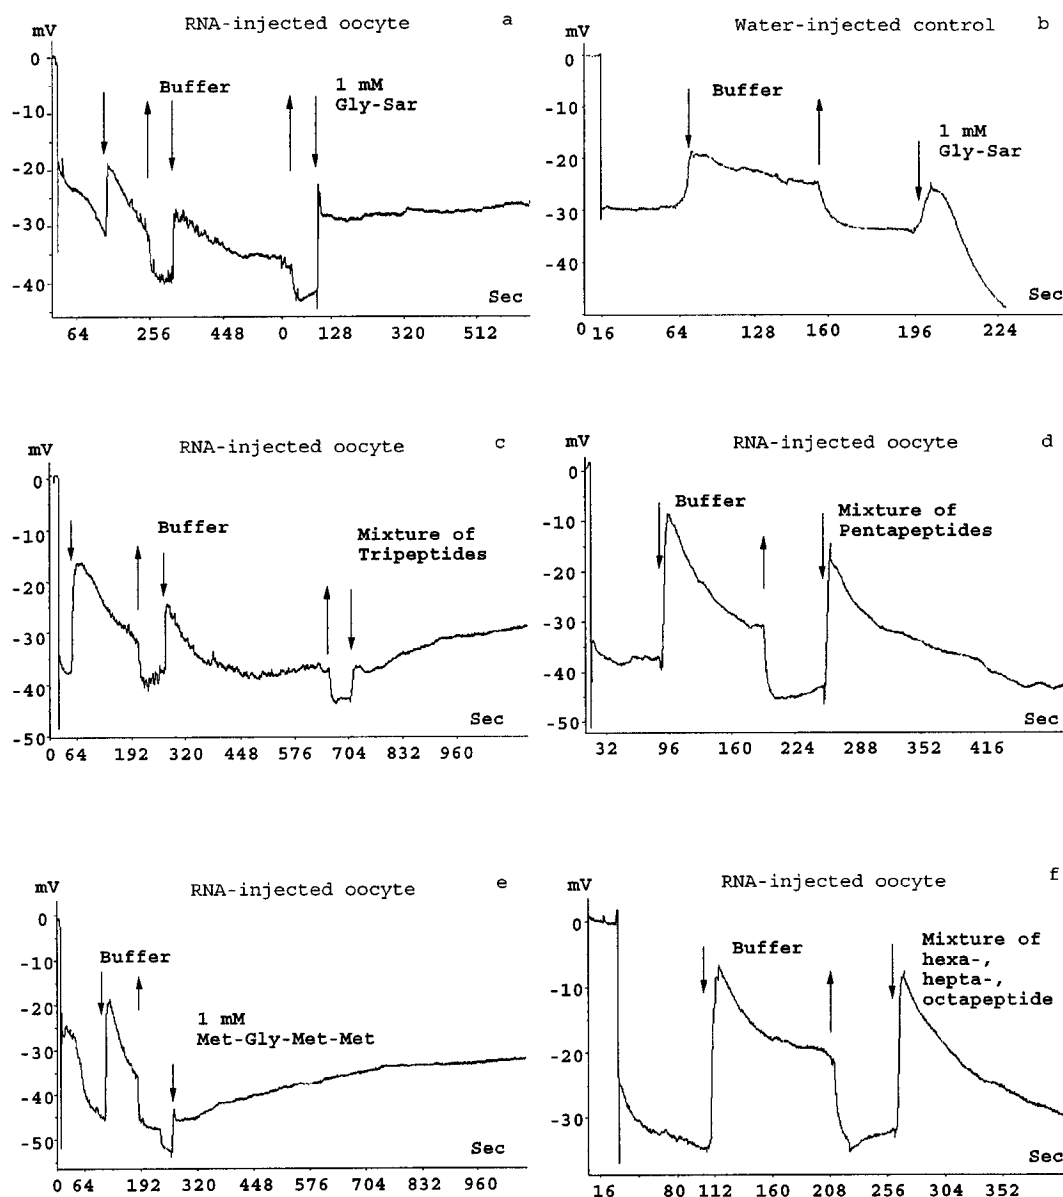 RNA-injected oocyte a
mV
0
-10
-20
-30
-40
Buffer
1 mM
Gly-Sar
Sec
64 256 448 0 128 320 512
Water-injected control b
mV
0
-10
-20
-30
-40
0
Buffer
1 mM
Gly-Sar
Sec
16 64 128 160 196 224
RNA-injected oocyte c
mV
0
-10
-20
-30
-40
-50
Buffer
Mixture of
Tripeptides
Sec
0 64 192 320 448 576 704 832 960
RNA-injected oocyte d
mV
0
-10
-20
-30
-40
-50
Buffer
Mixture of
Pentapeptides
Sec
32 96 160 224 288 352 416
RNA-injected oocyte e
mV
0
-10
-20
-30
-40
-50
Buffer
1 mM
Met-Gly-Met-Met
Sec
0 64 192 320 448 576 704 832 960
RNA-injected oocyte f
mV
0
-10
-20
-30
Buffer
Mixture of
hexa-,
hepta-,
octapeptide
Sec
16 80 112 160 208 256 304 352